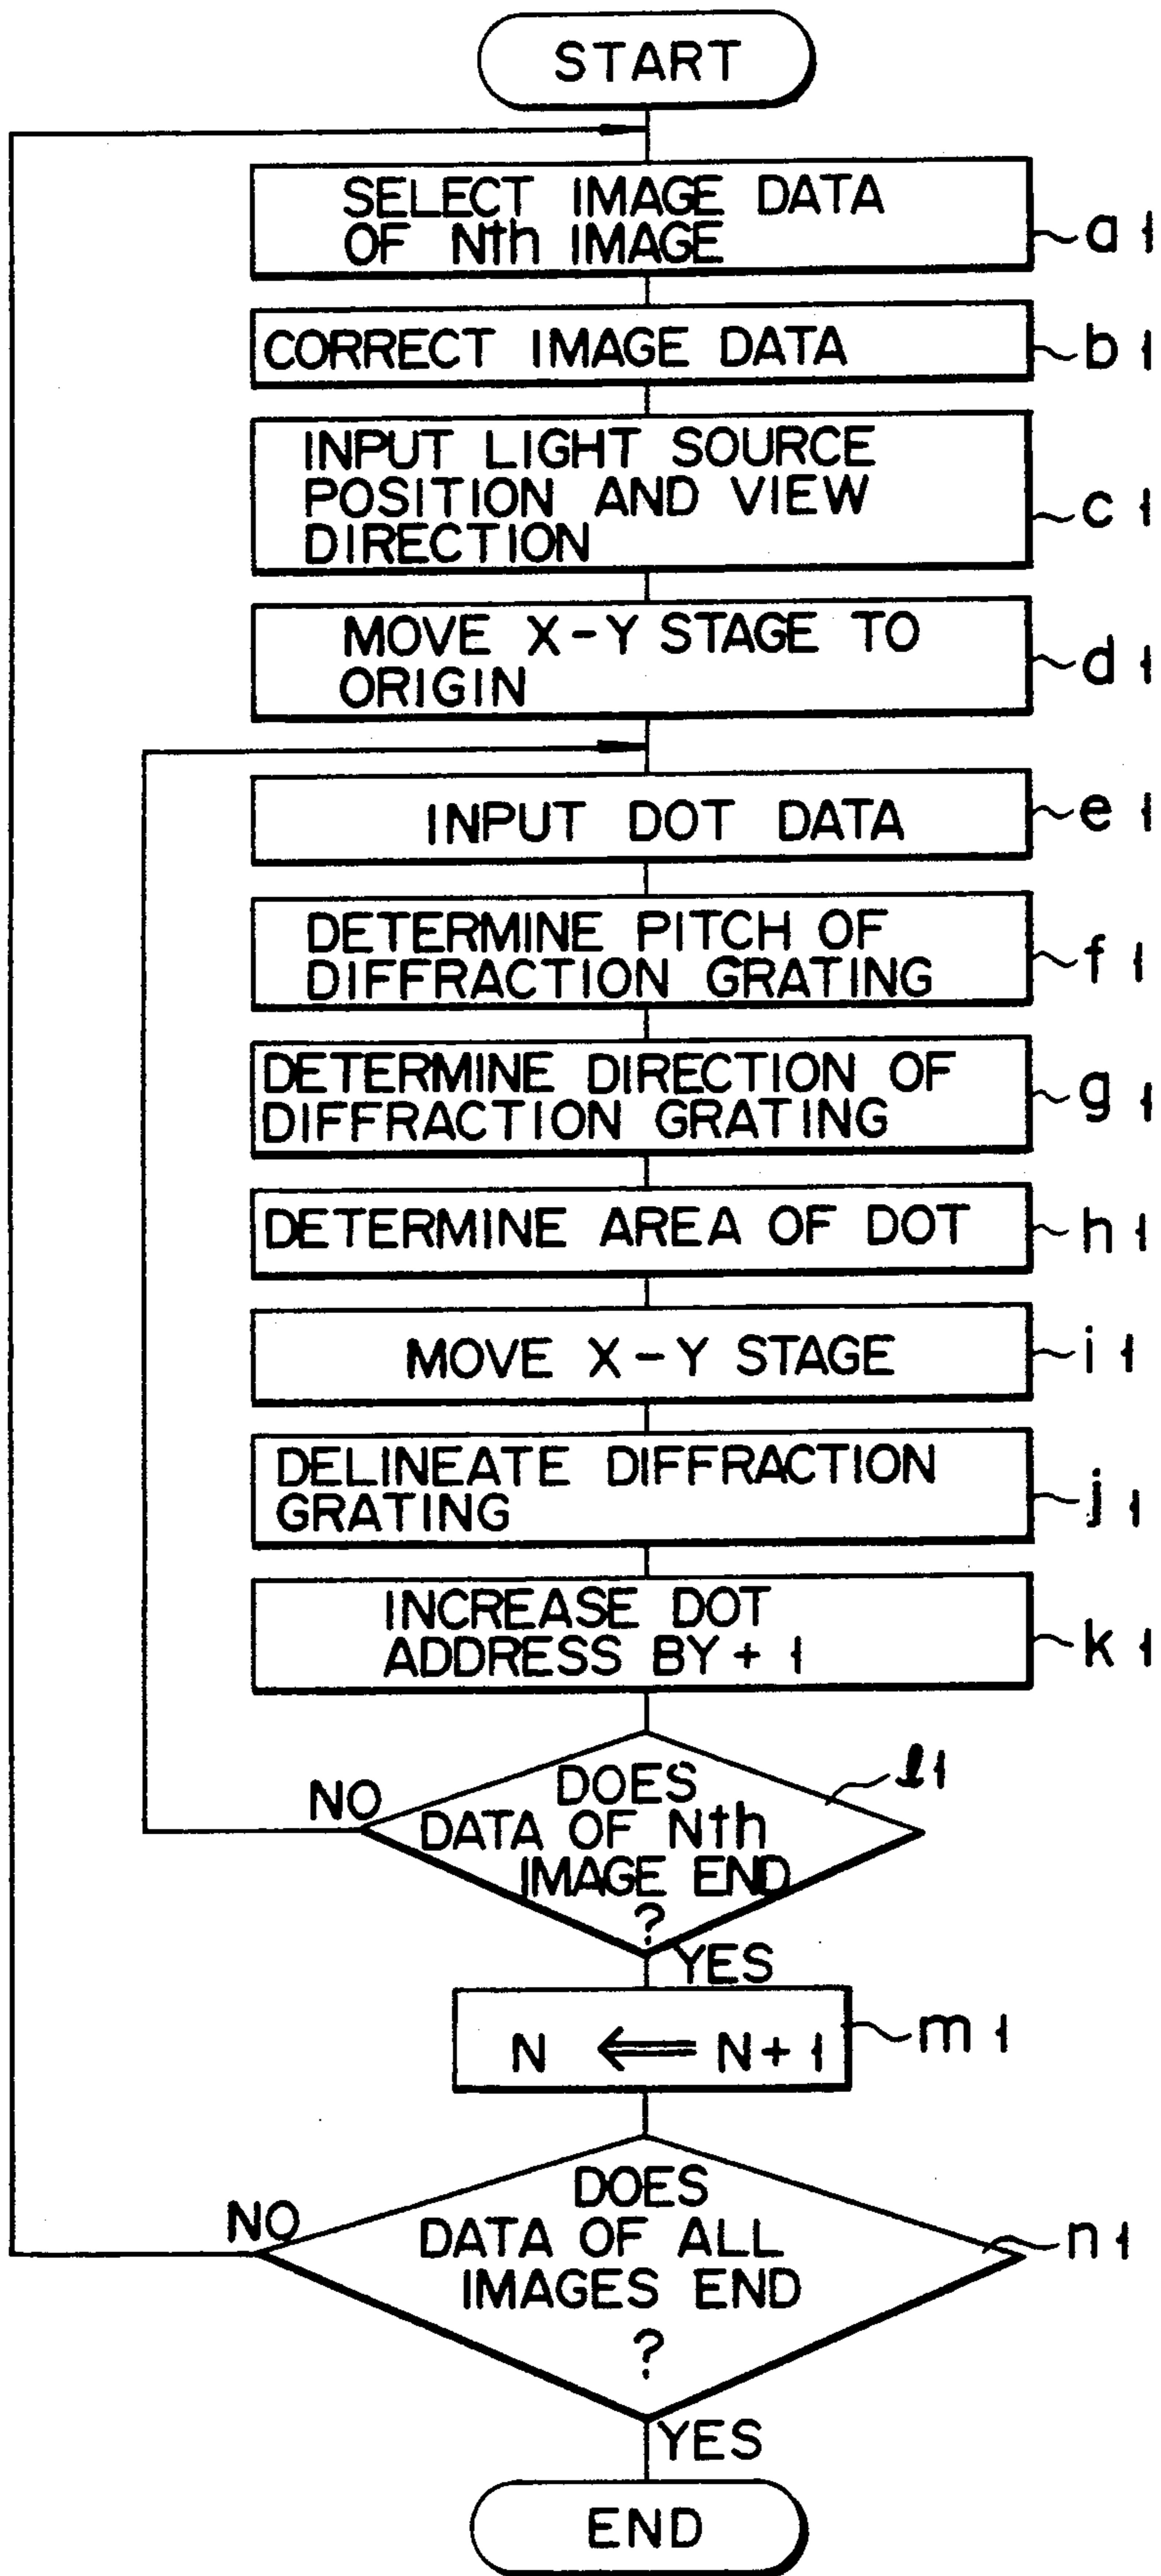 START
SELECT IMAGE DATA
OF Nth IMAGE
a1
CORRECT IMAGE DATA
b1
INPUT LIGHT SOURCE
POSITION AND VIEW
DIRECTION
c1
MOVE X-Y STAGE TO
ORIGIN
d1
INPUT DOT DATA
e1
DETERMINE PITCH OF
DIFFRACTION GRATING
f1
DETERMINE DIRECTION OF
DIFFRACTION GRATING
g1
DETERMINE AREA OF DOT
h1
MOVE X-Y STAGE
i1
DELINEATE DIFFRACTION
GRATING
j1
INCREASE DOT
ADDRESS BY+1
k1
DOES
DATA OF Nth
IMAGE END
?
l1
NO
YES
N ⇐ N+1
m1
DOES
DATA OF ALL
IMAGES END
?
n1
NO
YES
END